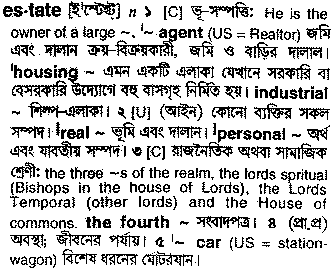 es-tate [ইস্টেইট্] n ১ [C] ভূ-সম্পত্তি: He is the
owner of a large ~. ˈ~ agent (US = Realtor) জমি
এবং দালান ক্রয়-বিক্রয়কারী, জমি ও বাড়ির দালাল।
ˈhousing ~ এমন একটি এলাকা যেখানে সরকারি বা
বেসরকারি উদ্যোগে বহু বাসগৃহ নির্মিত হয়। industrial
~ শিল্প-এলাকা। ২ [U] (আইন) কোনো ব্যক্তির সকল
সম্পদ। ˈreal ~ ভূমি এবং দালান। ˈpersonal ~ অর্থ
এবং যাবতীয় সম্পদ। ৩ [C] রাজনৈতিক অথবা সামাজিক
শ্রেণী: the three ~s of the realm, the lords spritual
(Bishops in the house of Lords), the Lords
Temporal (other lords) and the House of
commons. the fourth ~ সংবাদপত্র। ৪ (প্রা.প্র)
অবস্থা; জীবনের পর্যায়। ৫ ˈ~ car (US = station-
wagon) বিশেষ ধরনের মোটরযান।